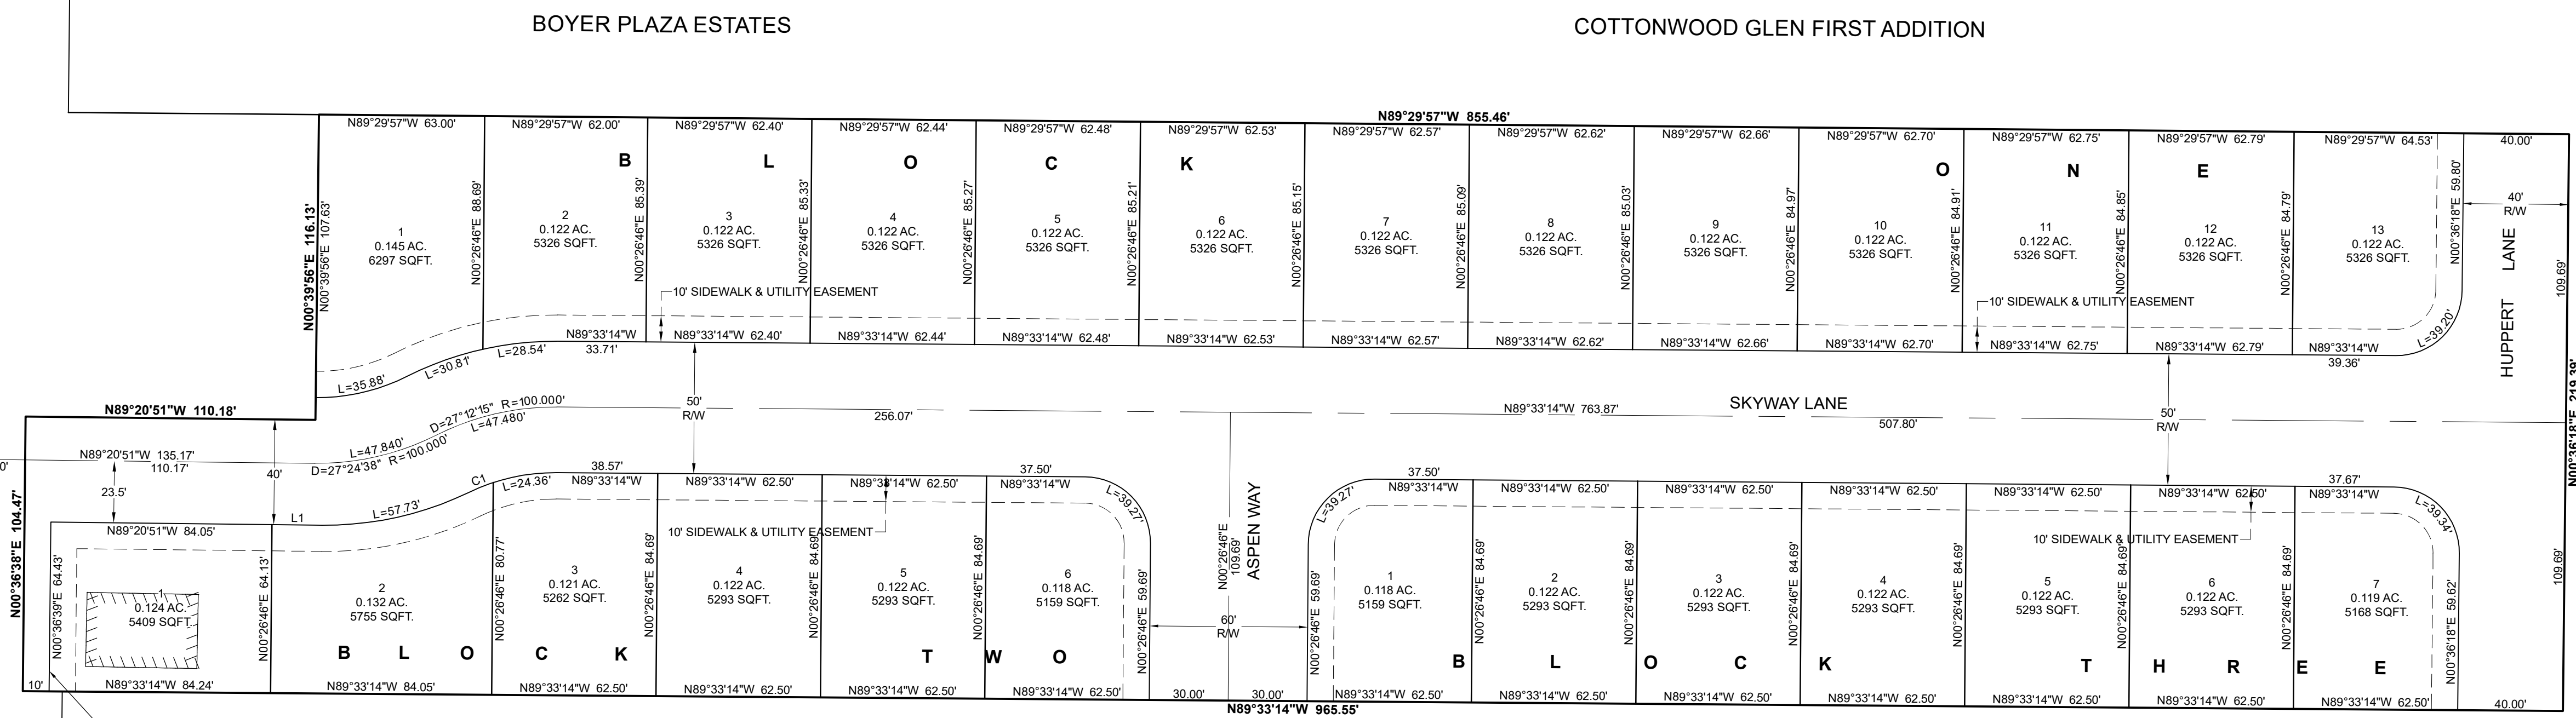 BOYER PLAZA ESTATES
COTTONWOOD GLEN FIRST ADDITION
N89°29'57"W 855.46'
N89°29'57"W 63.00'
N89°29'57"W 62.00'
N89°29'57"W 62.40'
N89°29'57"W 62.44'
N89°29'57"W 62.48'
N89°29'57"W 62.53'
N89°29'57"W 62.57'
N89°29'57"W 62.62'
N89°29'57"W 62.66'
N89°29'57"W 62.70'
N89°29'57"W 62.75'
N89°29'57"W 62.79'
N89°29'57"W 64.53'
40.00'
B L O C K O N E
N00°39'56"E 116.13'
N00°39'56"E 107.63'
1
0.145 AC.
6297 SQFT.
N00°26'46"E 88.69'
2
0.122 AC.
5326 SQFT.
N00°26'46"E 85.39'
3
0.122 AC.
5326 SQFT.
N00°26'46"E 85.33'
4
0.122 AC.
5326 SQFT.
N00°26'46"E 85.27'
5
0.122 AC.
5326 SQFT.
N00°26'46"E 85.21'
6
0.122 AC.
5326 SQFT.
N00°26'46"E 85.15'
7
0.122 AC.
5326 SQFT.
N00°26'46"E 85.09'
8
0.122 AC.
5326 SQFT.
N00°26'46"E 85.03'
9
0.122 AC.
5326 SQFT.
N00°26'46"E 84.97'
10
0.122 AC.
5326 SQFT.
N00°26'46"E 84.91'
11
0.122 AC.
5326 SQFT.
N00°26'46"E 84.85'
12
0.122 AC.
5326 SQFT.
N00°26'46"E 84.79'
13
0.122 AC.
5326 SQFT.
N00°36'18"E 59.80'
40'
R/W
HUPPERT LANE
109.69'
10' SIDEWALK & UTILITY EASEMENT
10' SIDEWALK & UTILITY EASEMENT
L=35.88'
L=30.81'
L=28.54'
N89°33'14"W
33.71'
N89°33'14"W 62.40'
N89°33'14"W 62.44'
N89°33'14"W 62.48'
N89°33'14"W 62.53'
N89°33'14"W 62.57'
N89°33'14"W 62.62'
N89°33'14"W 62.66'
N89°33'14"W 62.70'
N89°33'14"W 62.75'
N89°33'14"W 62.79'
N89°33'14"W
39.36'
L=39.20'
N89°20'51"W 110.18'
D=27°12'15" R=100.000'
L=47.480'
L=47.840'
D=27°24'38" R=100.000'
50'
R/W
256.07'
N89°33'14"W 763.87'
SKYWAY LANE
507.80'
50'
R/W
N00°36'18"E 219.39'
0'
N89°20'51"W 135.17'
110.17'
23.5'
40'
N00°36'38"E 104.47'
N89°20'51"W 84.05'
L1
L=57.73'
C1
L=24.36'
38.57'
N89°33'14"W
N89°33'14"W 62.50'
N89°33'14"W 62.50'
37.50'
N89°33'14"W
L=39.27'
10' SIDEWALK & UTILITY EASEMENT
N00°36'39"E 64.43'
1
0.124 AC.
5409 SQFT.
N00°26'46"E 64.13'
2
0.132 AC.
5755 SQFT.
N00°26'46"E 80.77'
3
0.121 AC.
5262 SQFT.
N00°26'46"E 84.69'
4
0.122 AC.
5293 SQFT.
N00°26'46"E 84.69'
5
0.122 AC.
5293 SQFT.
N00°26'46"E 84.69'
6
0.118 AC.
5159 SQFT.
N00°26'46"E 59.69'
B L O C K T W O
N00°26'46"E
109.69'
ASPEN WAY
60'
R/W
L=39.27'
37.50'
N89°33'14"W
N89°33'14"W 62.50'
N89°33'14"W 62.50'
N89°33'14"W 62.50'
N89°33'14"W 62.50'
N89°33'14"W 62.50'
37.67'
N89°33'14"W
L=39.34'
10' SIDEWALK & UTILITY EASEMENT
N00°26'46"E 59.69'
1
0.118 AC.
5159 SQFT.
N00°26'46"E 84.69'
2
0.122 AC.
5293 SQFT.
N00°26'46"E 84.69'
3
0.122 AC.
5293 SQFT.
N00°26'46"E 84.69'
4
0.122 AC.
5293 SQFT.
N00°26'46"E 84.69'
5
0.122 AC.
5293 SQFT.
N00°26'46"E 84.69'
6
0.122 AC.
5293 SQFT.
N00°26'46"E 84.69'
7
0.119 AC.
5168 SQFT.
N00°36'18"E 59.62'
109.69'
B L O C K T H R E E
10'
N89°33'14"W 84.24'
N89°33'14"W 84.05'
N89°33'14"W 62.50'
N89°33'14"W 62.50'
N89°33'14"W 62.50'
N89°33'14"W 62.50'
30.00'
30.00'
N89°33'14"W 62.50'
N89°33'14"W 62.50'
N89°33'14"W 62.50'
N89°33'14"W 62.50'
N89°33'14"W 62.50'
N89°33'14"W 62.50'
N89°33'14"W 62.50'
40.00'
N89°33'14"W 965.55'